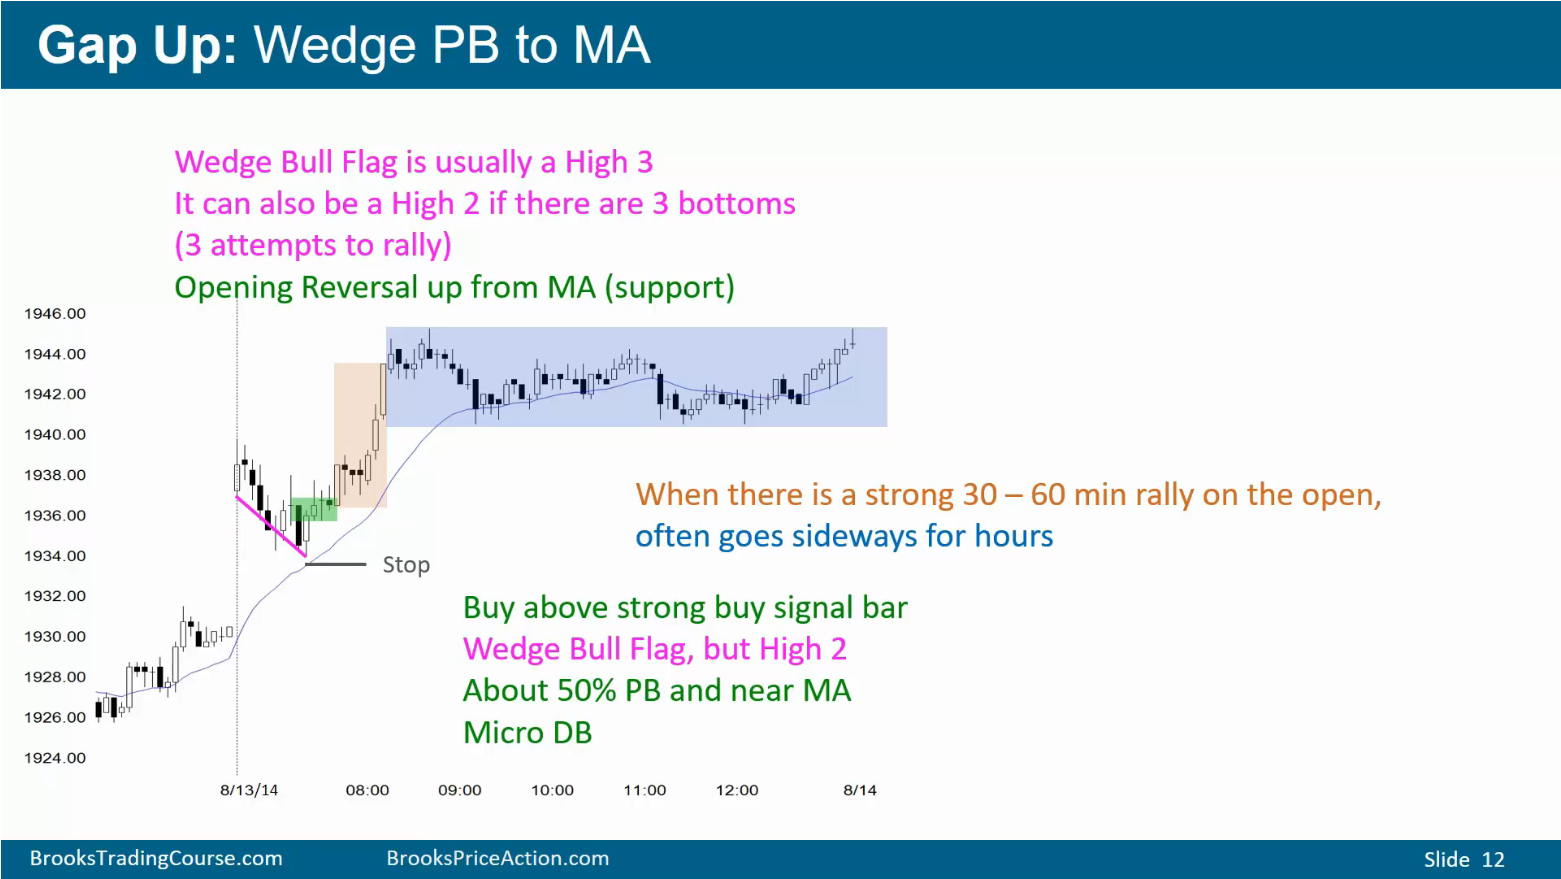 Gap Up: Wedge PB to MA
Wedge Bull Flag is usually a High 3
It can also be a High 2 if there are 3 bottoms
(3 attempts to rally)
Opening Reversal up from MA (support)
1946.00
1944.00
1942.00
1940.00
1938.00
1936.00
1934.00
1932.00
1930.00
1928.00
1926.00
1924.00
When there is a strong 30 – 60 min rally on the open,
often goes sideways for hours
Stop
Buy above strong buy signal bar
Wedge Bull Flag, but High 2
About 50% PB and near MA
Micro DB
8/13/14 08:00 09:00 10:00 11:00 12:00 8/14
BrooksTradingCourse.com BrooksPriceAction.com Slide 12